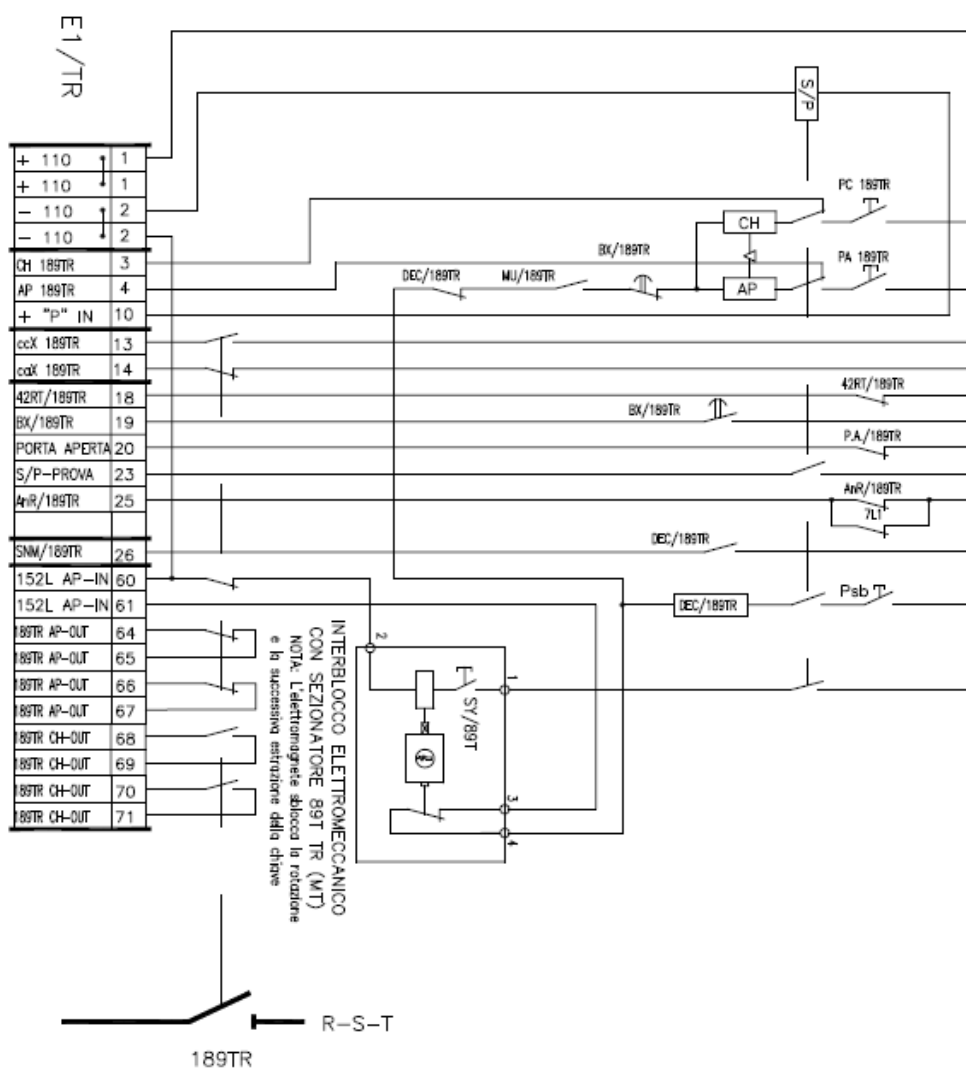 E1/TR
S/P
+ 110 1
+ 110 1
- 110 2
- 110 2
CH 189TR 3
AP 189TR 4
+ "P" IN 10
ccX 189TR 13
caX 189TR 14
42RT/189TR 18
BX/189TR 19
PORTA APERTA 20
S/P-PROVA 23
AnR/189TR 25
SNM/189TR 26
152L AP-IN 60
152L AP-IN 61
189TR AP-OUT 64
189TR AP-OUT 65
189TR AP-OUT 66
189TR AP-OUT 67
189TR CH-OUT 68
189TR CH-OUT 69
189TR CH-OUT 70
189TR CH-OUT 71
PC 189TR
CH
BX/189TR
PA 189TR
DEC/189TR
MU/189TR
AP
42RT/189TR
BX/189TR
P.A./189TR
AnR/189TR
7L1
DEC/189TR
DEC/189TR
Psb
2
1
SY/89T
3
4
INTERBLOCCO ELETTROMECCANICO
CON SEZIONATORE 89T TR (MT)
NOTA: L'elettromagnete sblocca la rotazione
e la successiva estrazione della chiave
R-S-T
189TR